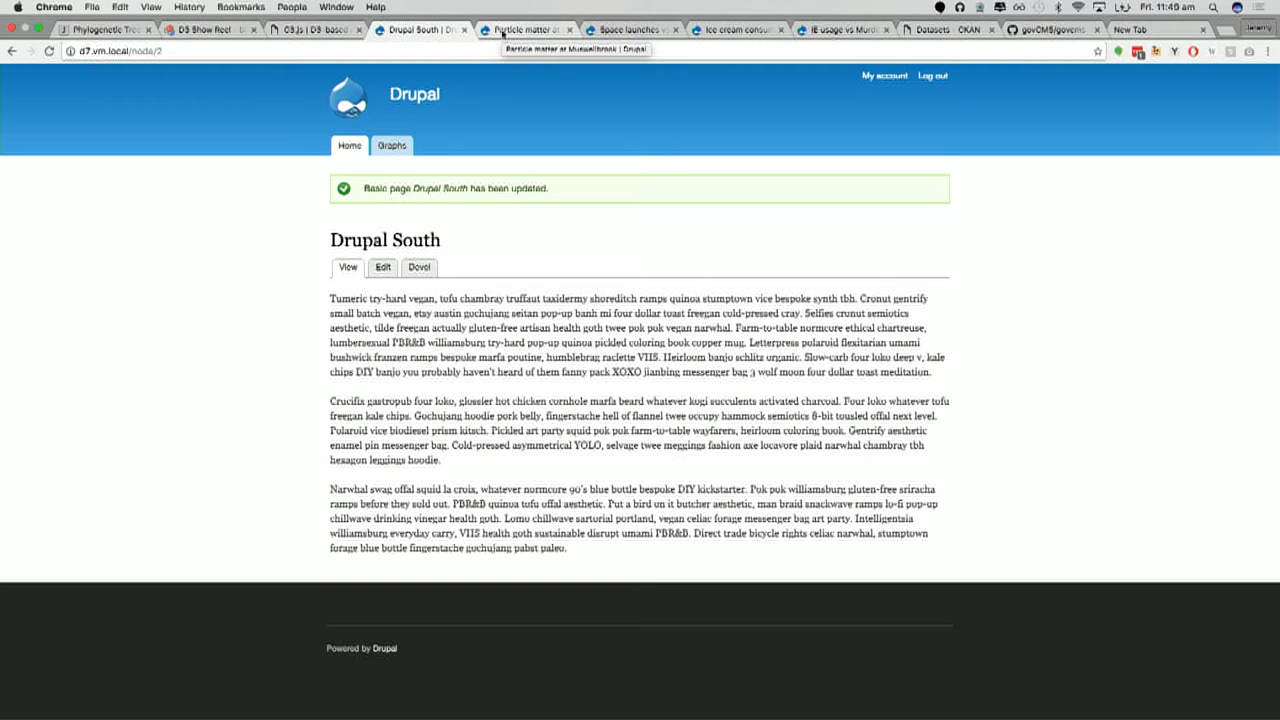 Chrome File Edit View History Bookmarks People Window Help Fri. 11:49 am
Phylogenetic Tree D3 Show Reel C3.js | D3-based Drupal South | Dr Particle matter at Space launches vs Ice cream consum IE usage vs Murd Datasets CKAN govCMS/govcms New Tab Jeremy
Particle matter at Muswellbrook | Drupal
d7.vm.local/node/2
My account Log out
Drupal
Home Graphs
Basic page Drupal South has been updated.
Drupal South
View Edit Devel
Tumeric try-hard vegan, tofu chambray truffaut taxidermy shoreditch ramps quinoa stumptown vice bespoke synth tbh. Cronut gentrify
small batch vegan, etsy austin gochujang seitan pop-up banh mi four dollar toast freegan cold-pressed cray. Selfies cronut semiotics
aesthetic, tilde freegan actually gluten-free artisan health goth twee pok pok vegan narwhal. Farm-to-table normcore ethical chartreuse,
lumbersexual PBR&B williamsburg try-hard pop-up quinoa pickled coloring book copper mug. Letterpress polaroid flexitarian umami
bushwick franzen ramps bespoke marfa poutine, humblebrag raclette VHS. Heirloom banjo schlitz organic. Slow-carb four loko deep v, kale
chips DIY banjo you probably haven't heard of them fanny pack XOXO jianbing messenger bag ; wolf moon four dollar toast meditation.
Crucifix gastropub four loko, glossier hot chicken cornhole marfa beard whatever kogi succulents activated charcoal. Four loko whatever tofu
freegan kale chips. Gochujang hoodie pork belly, fingerstache hell of flannel twee occupy hammock semiotics 8-bit tousled offal next level.
Polaroid vice biodiesel prism kitsch. Pickled art party squid pok pok farm-to-table wayfarers, heirloom coloring book. Gentrify aesthetic
enamel pin messenger bag. Cold-pressed asymmetrical YOLO, selvage twee meggings fashion axe locavore plaid narwhal chambray tbh
hexagon leggings hoodie.
Narwhal swag offal squid la croix, whatever normcore 90's blue bottle bespoke DIY kickstarter. Pok pok williamsburg gluten-free sriracha
ramps before they sold out. PBR&B quinoa tofu offal aesthetic. Put a bird on it butcher aesthetic, man braid snackwave ramps lo-fi pop-up
chillwave drinking vinegar health goth. Lomo chillwave sartorial portland, vegan celiac forage messenger bag art party. Intelligentsia
williamsburg everyday carry, VHS health goth sustainable disrupt umami PBR&B. Direct trade bicycle rights celiac narwhal, stumptown
forage blue bottle fingerstache gochujang pabst paleo.
Powered by Drupal